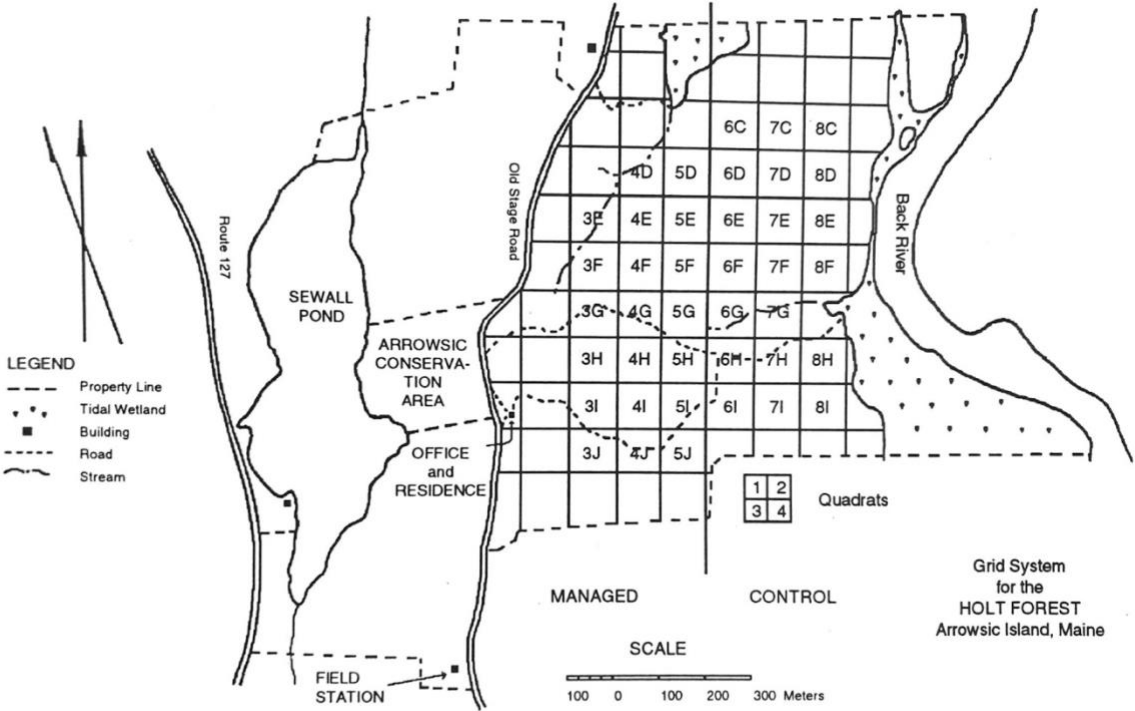 6C 7C 8C
4D 5D 6D 7D 8D
3E 4E 5E 6E 7E 8E
3F 4F 5F 6F 7F 8F
3G 4G 5G 6G 7G
3H 4H 5H 6H 7H 8H
3I 4I 5I 6I 7I 8I
3J 4J 5J
Old Stage Road
Route 127
Back River
SEWALL
POND
ARROWSIC
CONSERVA-
TION
AREA
LEGEND
Property Line
Tidal Wetland
Building
Road
Stream
OFFICE
and
RESIDENCE
1 2
3 4
Quadrats
MANAGED
CONTROL
Grid System
for the
HOLT FOREST
Arrowsic Island, Maine
SCALE
100 0 100 200 300 Meters
FIELD
STATION